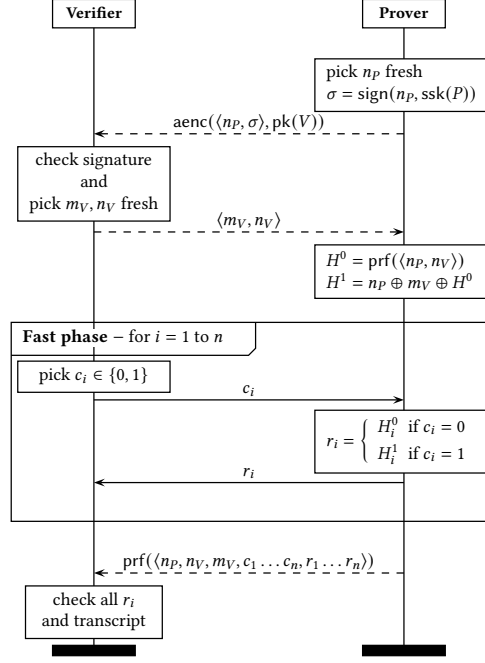 Verifier
Prover
pick n_P fresh
σ = sign(n_P, ssk(P))
aenc(⟨n_P, σ⟩, pk(V))
check signature
and
pick m_V, n_V fresh
⟨m_V, n_V⟩
H^0 = prf(⟨n_P, n_V⟩)
H^1 = n_P ⊕ m_V ⊕ H^0
Fast phase – for i = 1 to n
pick c_i ∈ {0, 1}
c_i
r_i = { H_i^0 if c_i = 0
H_i^1 if c_i = 1
r_i
prf(⟨n_P, n_V, m_V, c_1 … c_n, r_1 … r_n⟩)
check all r_i
and transcript